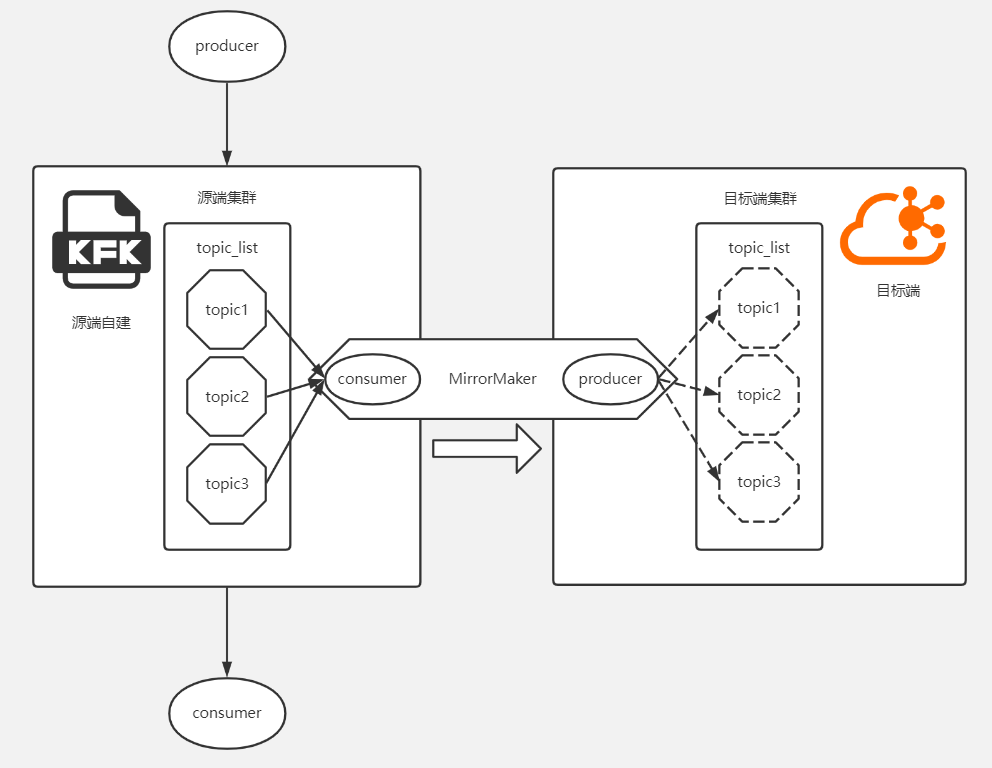 producer
源端集群
KFK
源端自建
topic_list
topic1
topic2
topic3
consumer
MirrorMaker
producer
目标端集群
目标端
topic_list
topic1
topic2
topic3
consumer